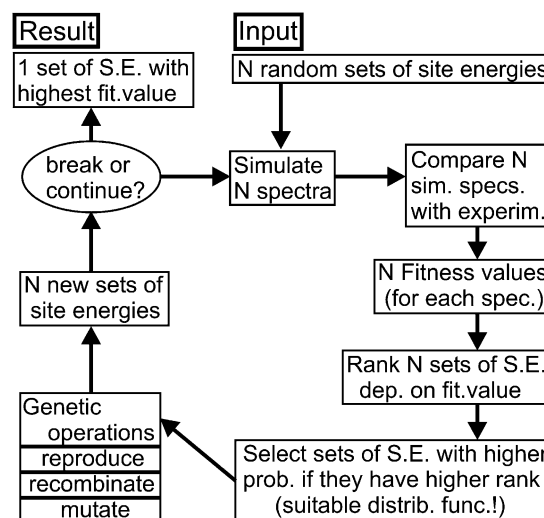 Result
Input
1 set of S.E. with
highest fit.value
N random sets of site energies
break or
continue?
Simulate
N spectra
Compare N
sim. specs.
with experim.
N new sets of
site energies
N Fitness values
(for each spec.)
Rank N sets of S.E.
dep. on fit.value
Genetic
operations
reproduce
recombinate
mutate
Select sets of S.E. with higher
prob. if they have higher rank
(suitable distrib. func.!)